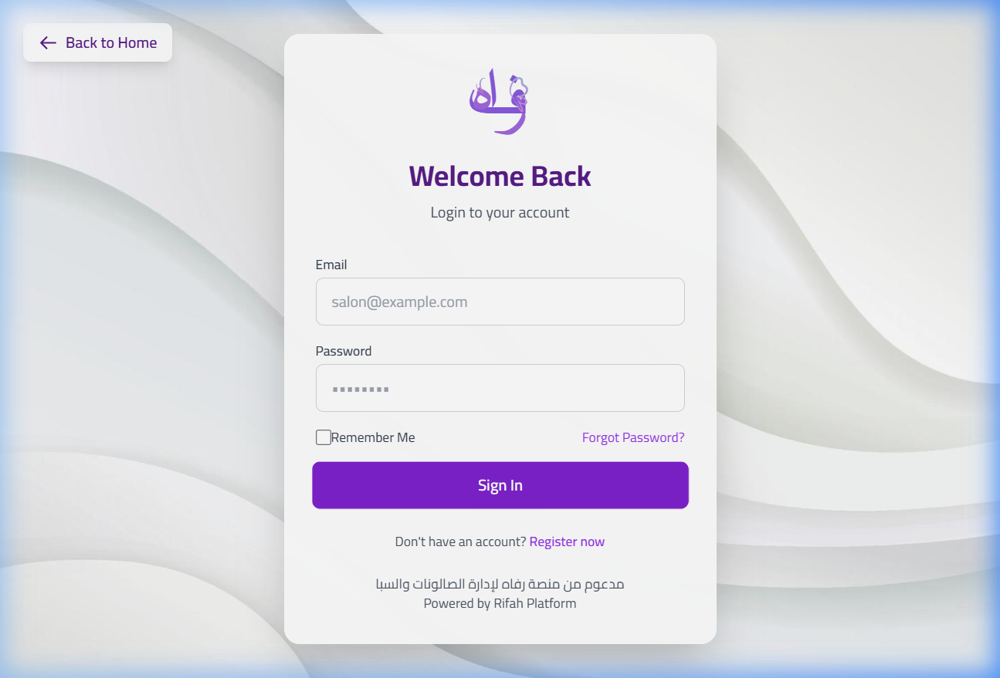 Back to Home
رفاه
Welcome Back
Login to your account
Email
salon@example.com
Password
••••••••
Remember Me
Forgot Password?
Sign In
Don't have an account? Register now
مدعوم من منصة رفاه لإدارة الصالونات والسبا
Powered by Rifah Platform